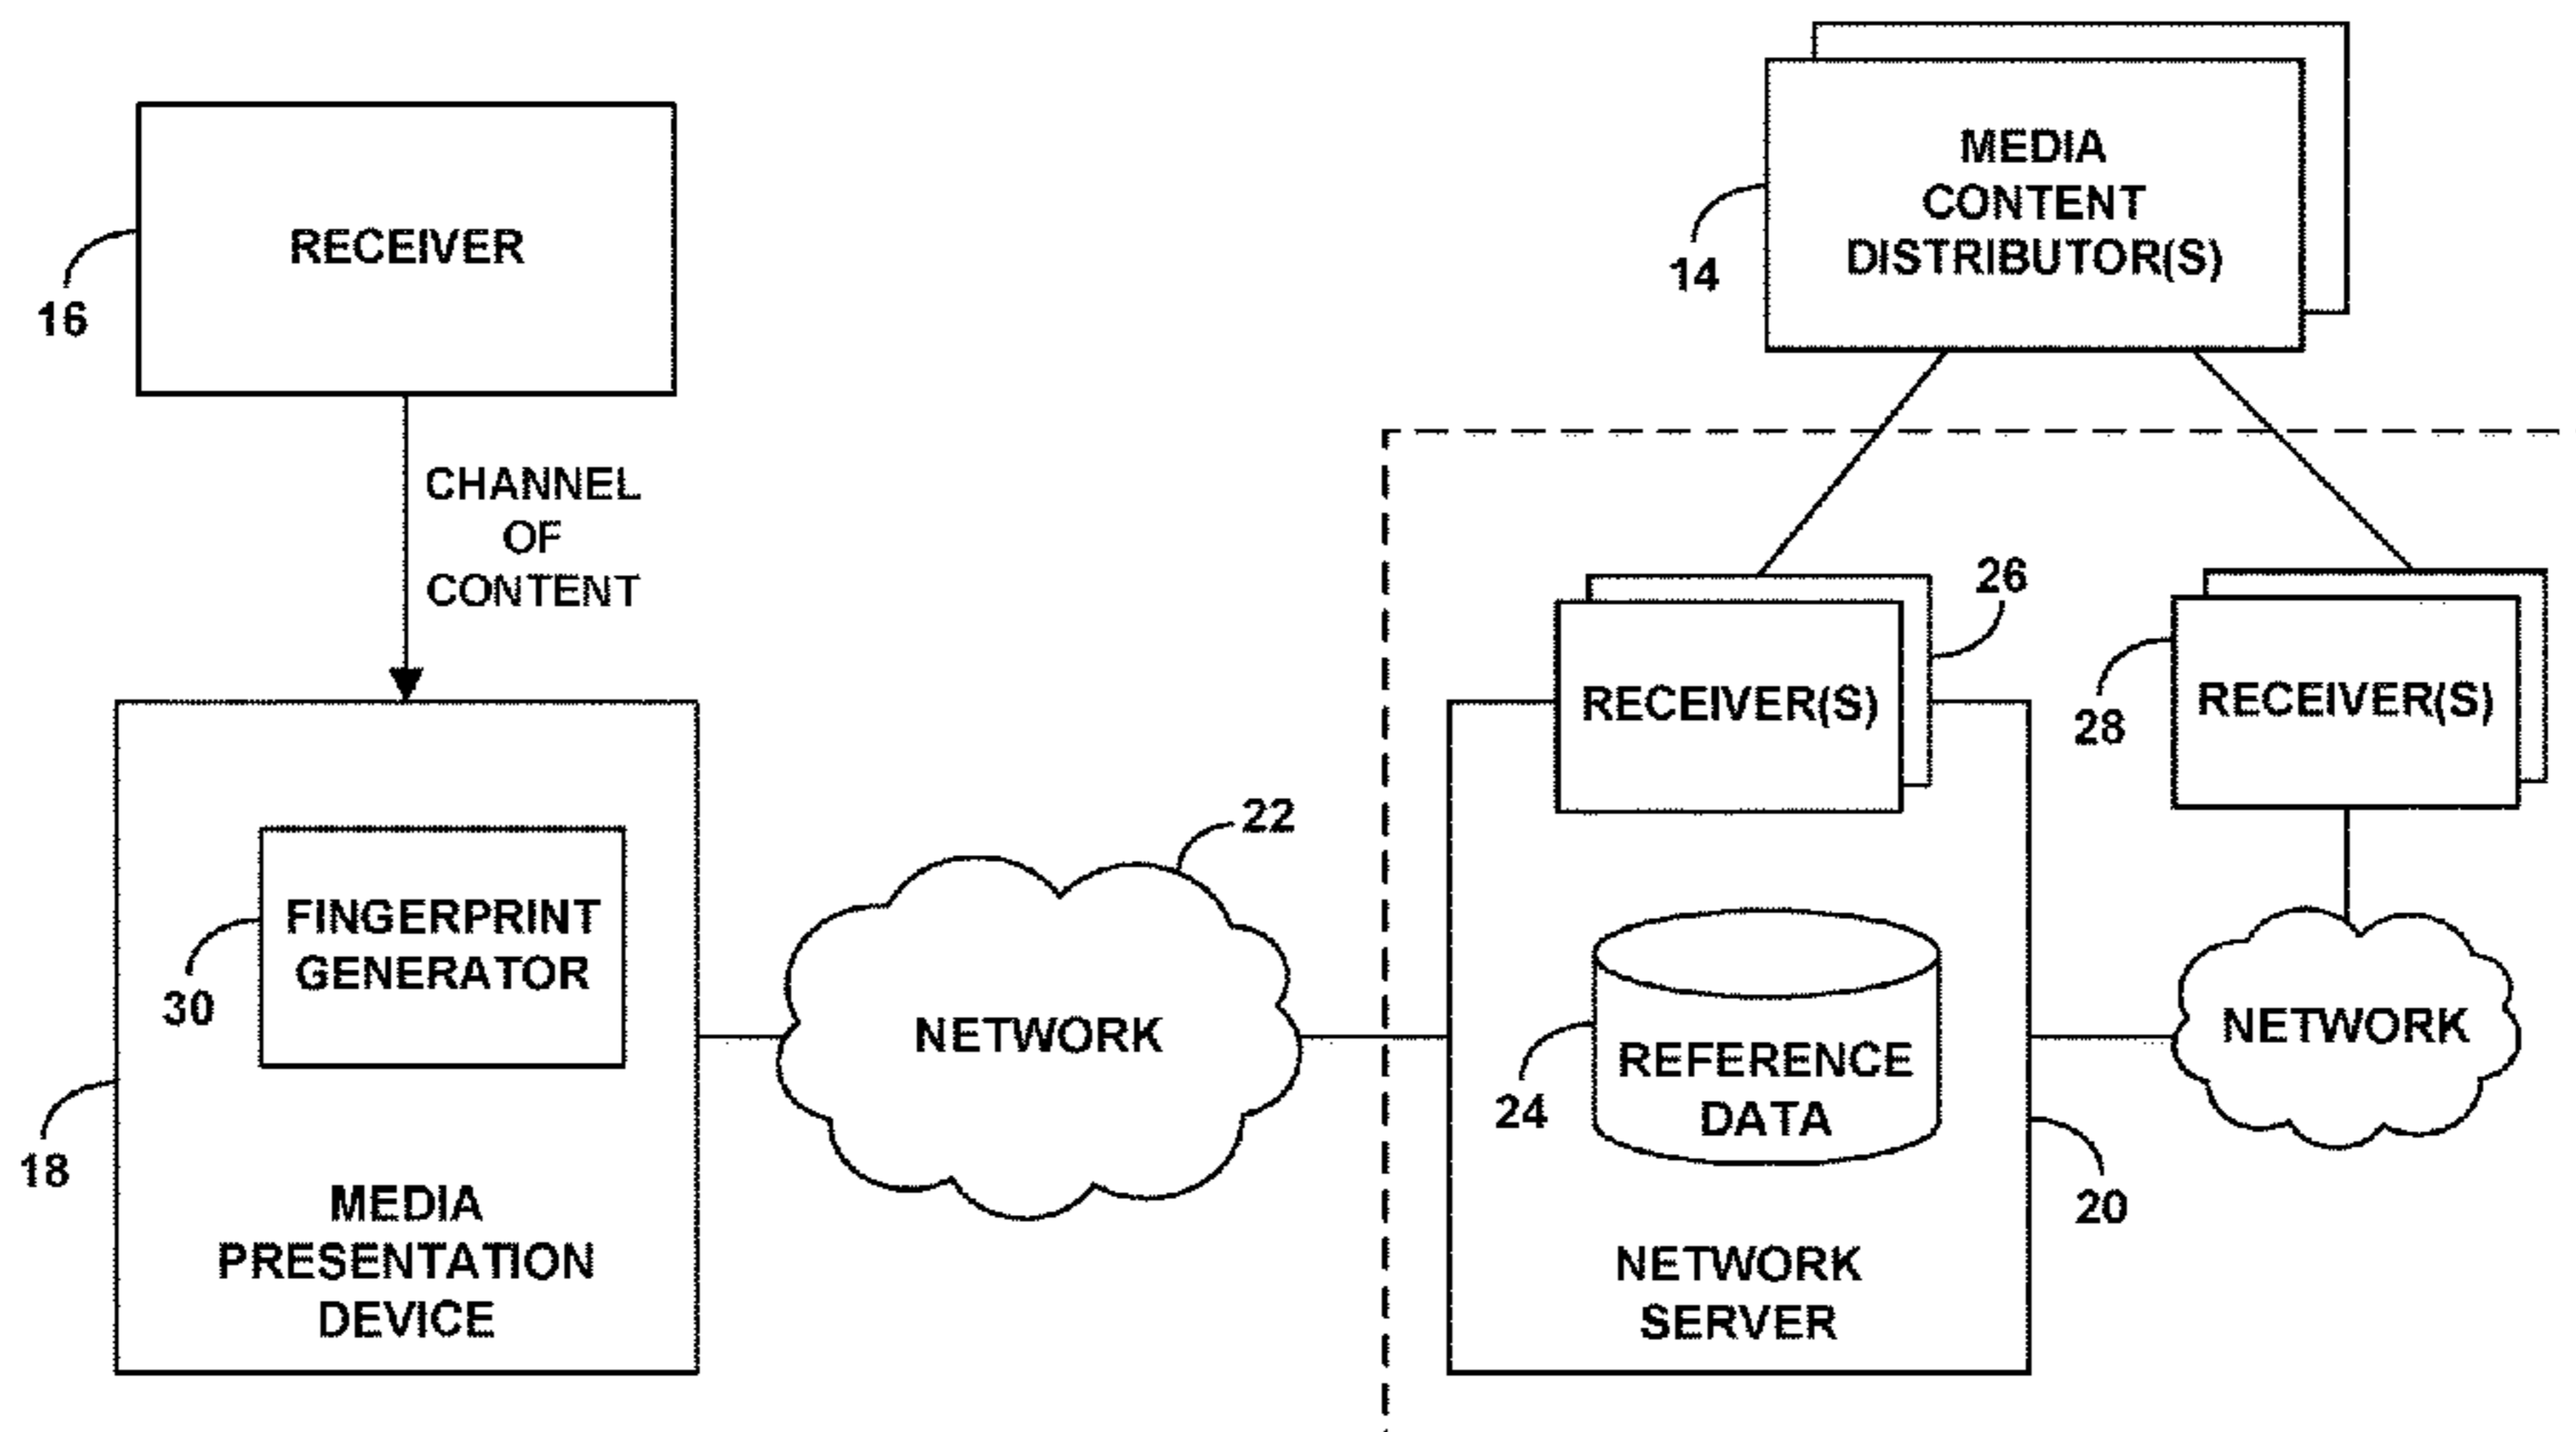 RECEIVER
16
CHANNEL
OF
CONTENT
FINGERPRINT
GENERATOR
30
MEDIA
PRESENTATION
DEVICE
18
NETWORK
22
MEDIA
CONTENT
DISTRIBUTOR(S)
14
RECEIVER(S)
26
RECEIVER(S)
28
REFERENCE
DATA
24
NETWORK
SERVER
20
NETWORK